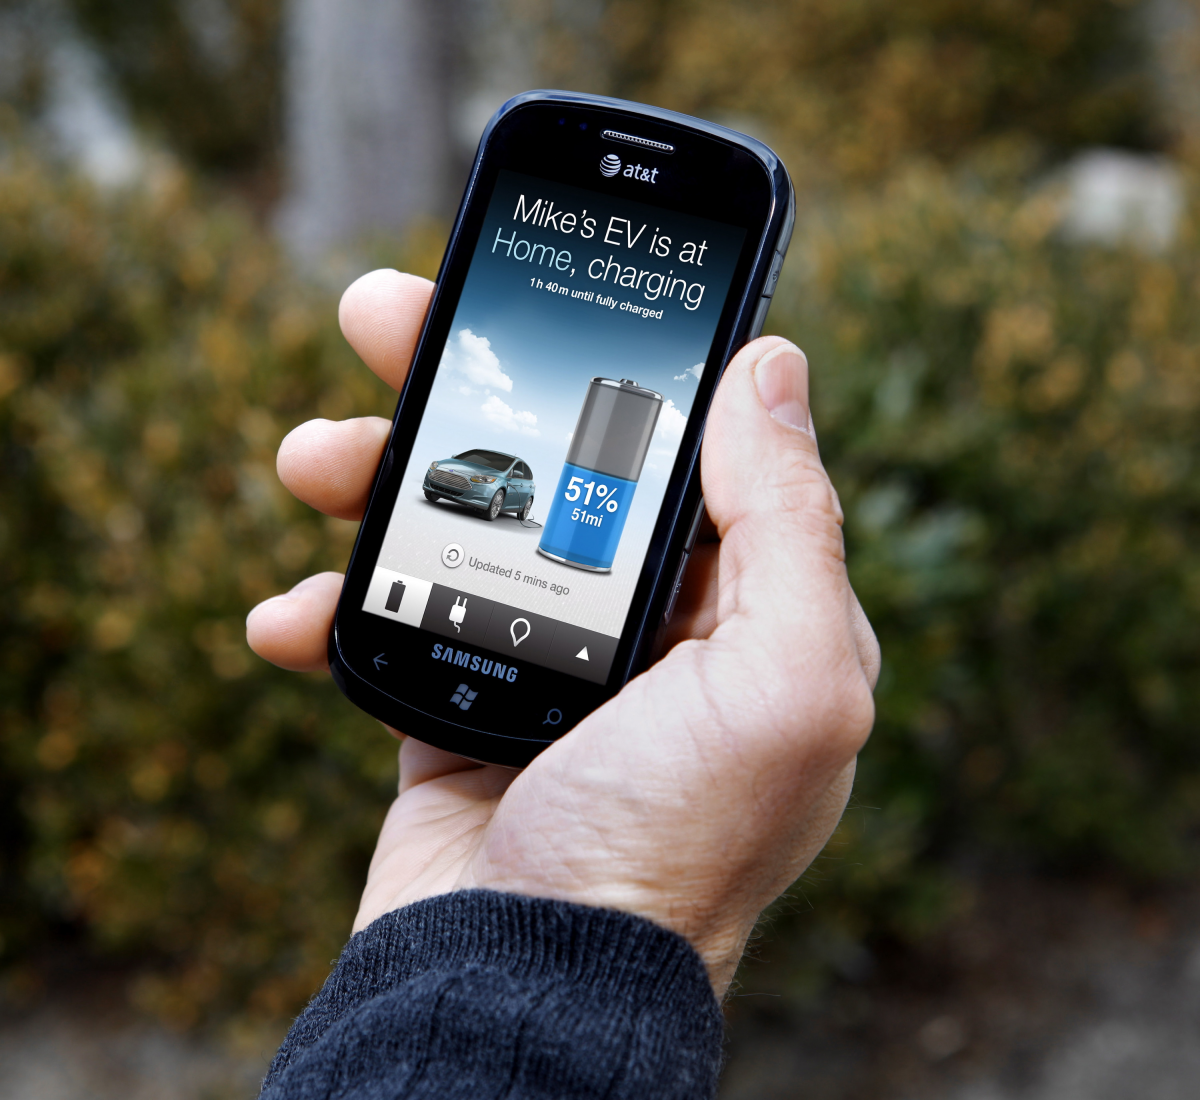 at&t
Mike's EV is at
Home, charging
1h 40m until fully charged
51%
51mi
Updated 5 mins ago
SAMSUNG